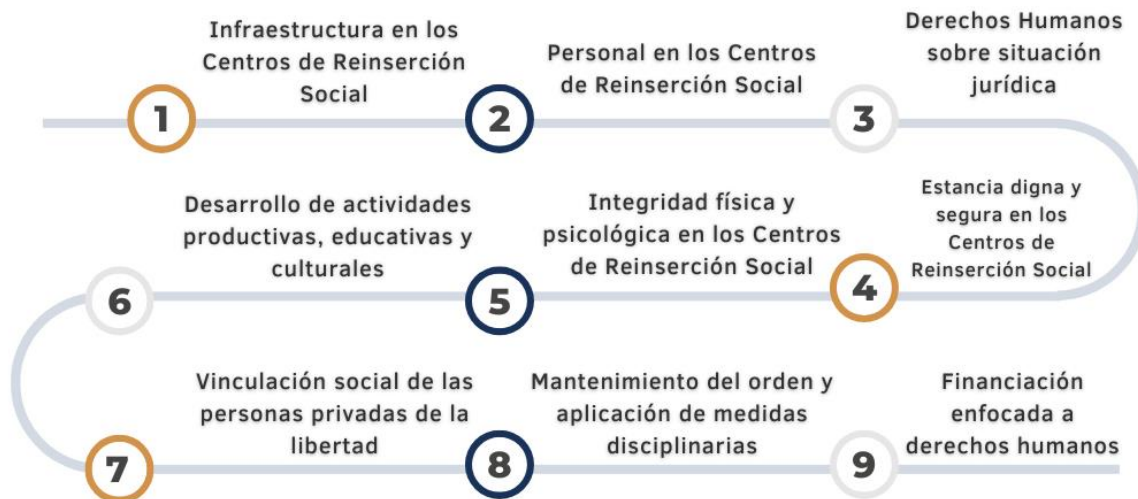 Infraestructura en los
Centros de Reinserción
Social
1
Personal en los Centros
de Reinserción Social
2
Derechos Humanos
sobre situación
jurídica
3
Estancia digna y
segura en los
Centros de
Reinserción Social
4
Integridad física y
psicológica en los Centros
de Reinserción Social
5
Desarrollo de actividades
productivas, educativas y
culturales
6
Vinculación social de las
personas privadas de la
libertad
7
Mantenimiento del orden y
aplicación de medidas
disciplinarias
8
Financiación
enfocada a
derechos humanos
9